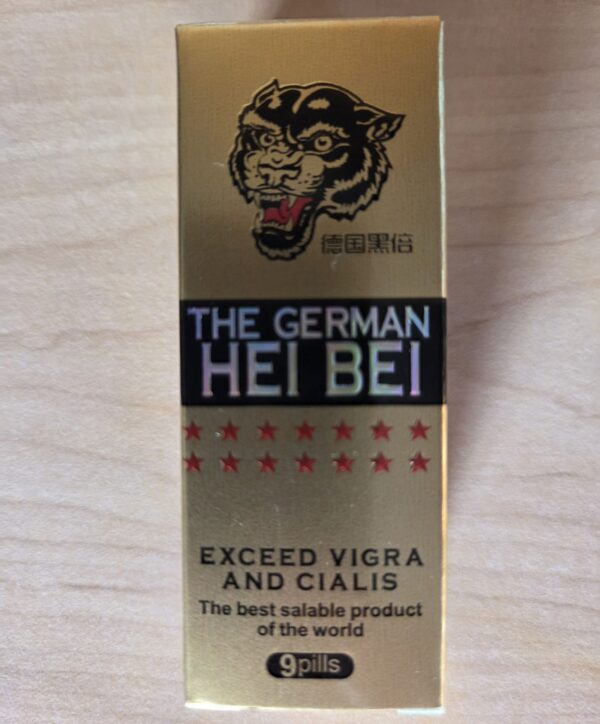 德国黑倍
THE GERMAN
HEI BEI
EXCEED VIGRA
AND CIALIS
The best salable product
of the world
9pills